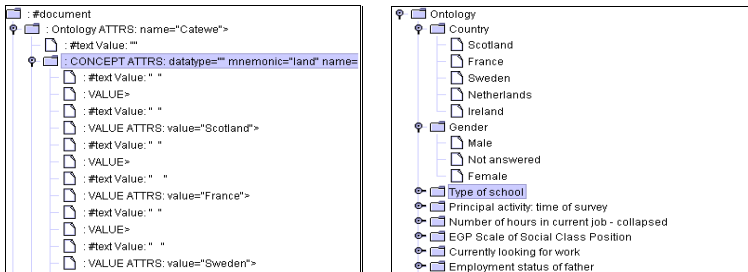 : #document
: Ontology ATTRS: name="Catewe">
: #text Value: ""
: CONCEPT ATTRS: datatype="" mnemonic="land" name=
: #text Value: " "
: VALUE>
: #text Value: " "
: VALUE ATTRS: value="Scotland">
: #text Value: " "
: VALUE>
: #text Value: " "
: VALUE ATTRS: value="France">
: #text Value: " "
: VALUE>
: #text Value: " "
: VALUE ATTRS: value="Sweden">
Ontology
Country
Scotland
France
Sweden
Netherlands
Ireland
Gender
Male
Not answered
Female
Type of school
Principal activity: time of survey
Number of hours in current job - collapsed
EGP Scale of Social Class Position
Currently looking for work
Employment status of father